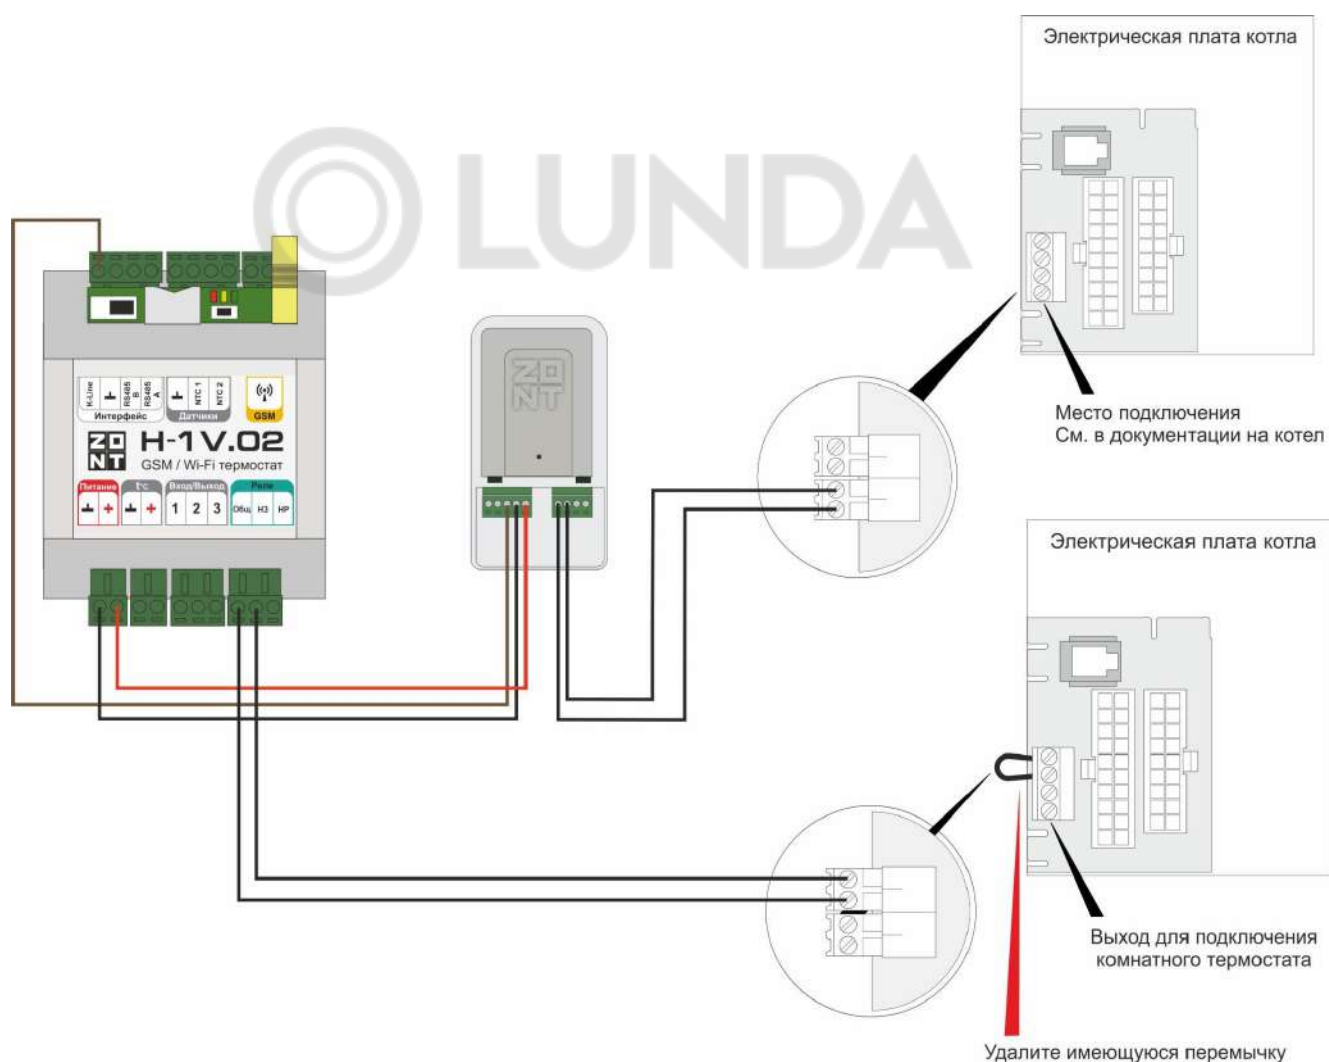 Электрическая плата котла
LUNDA
K-Line
RS485 B
RS485 A
NTC 1
NTC 2
Интерфейс
Датчики
GSM
ZONT
H-1V.02
GSM / Wi-Fi термостат
Питание
t°C
Вход/Выход
Реле
+
+
1
2
3
Общ
НЗ
НР
ZONT
Место подключения
См. в документации на котел
Электрическая плата котла
Выход для подключения
комнатного термостата
Удалите имеющуюся перемычку